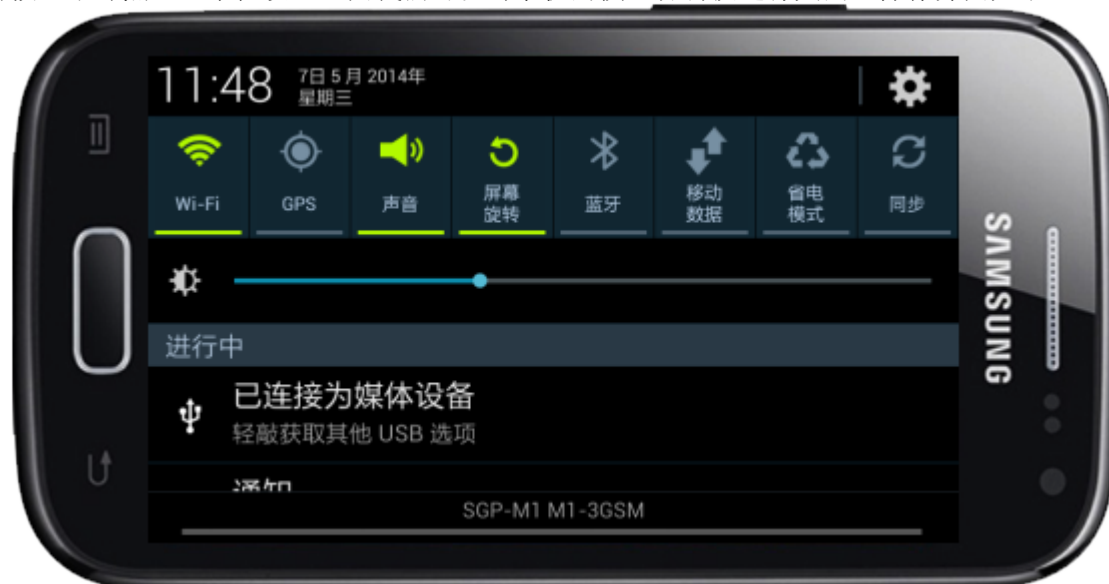 11:48
7日 5月 2014年
星期三
Wi-Fi
GPS
声音
屏幕
旋转
蓝牙
移动
数据
省电
模式
同步
进行中
已连接为媒体设备
轻敲获取其他 USB 选项
通知
SGP-M1 M1-3GSM
SAMSUNG